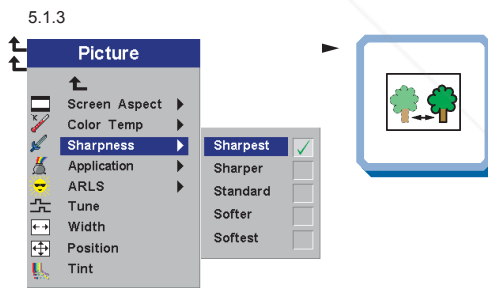 5.1.3
Picture
Screen Aspect
Color Temp
Sharpness
Application
ARLS
Tune
Width
Position
Tint
Sharpest
Sharper
Standard
Softer
Softest